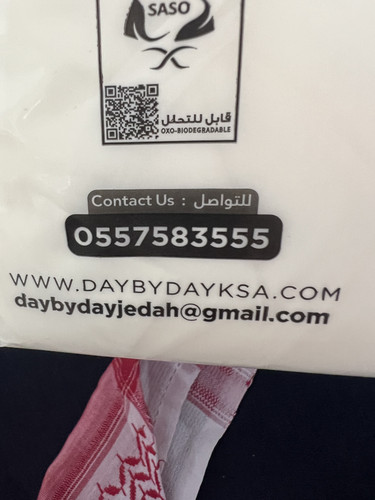 SASO
قابل للتحلل
OXO-BIODEGRADABLE
Contact Us : للتواصل
0557583555
WWW.DAYBYDAYKSA.COM
daybydayjedah@gmail.com